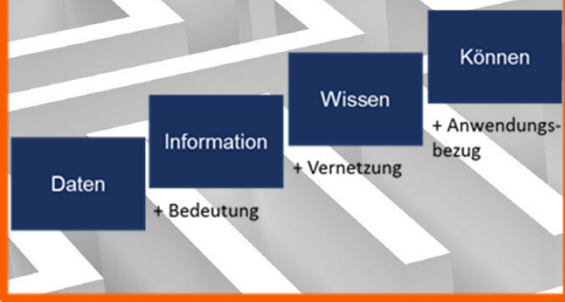 Daten
+ Bedeutung
Information
+ Vernetzung
Wissen
+ Anwendungs-
bezug
Können